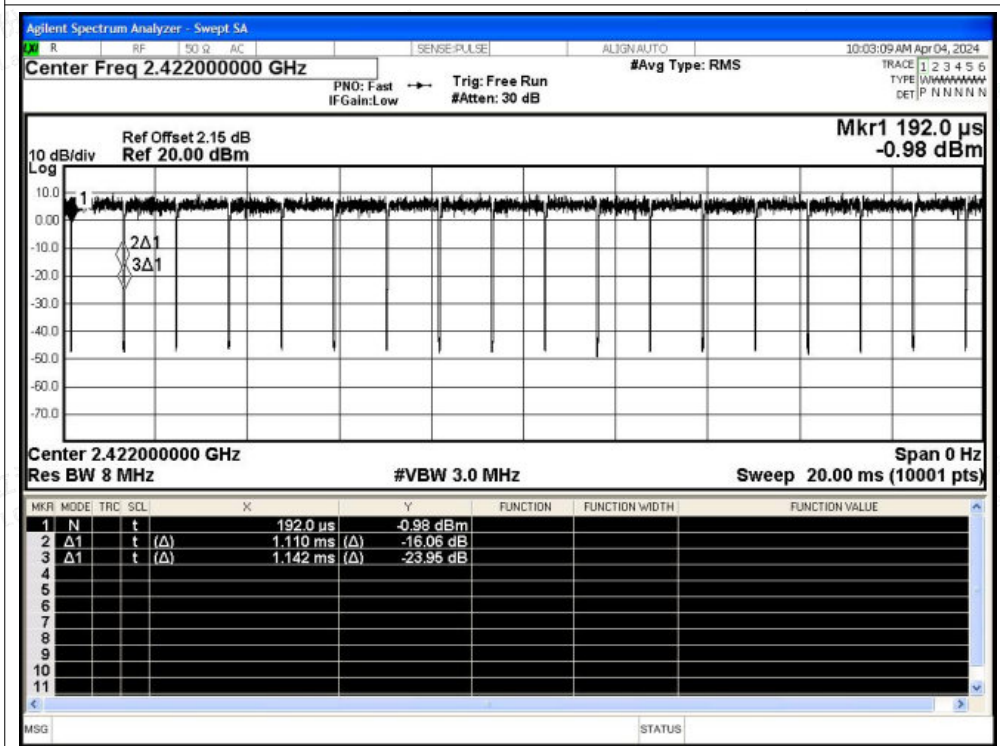 Agilent Spectrum Analyzer - Swept SA
LXI R RF 50 Ω AC SENSE:PULSE ALIGN AUTO 10:03:09 AM Apr 04, 2024
Center Freq 2.422000000 GHz #Avg Type: RMS TRACE 1 2 3 4 5 6
PNO: Fast Trig: Free Run TYPE WWWWWW
IFGain:Low #Atten: 30 dB DET P N N N N N
Mkr1 192.0 µs
Ref Offset 2.15 dB
10 dB/div Ref 20.00 dBm -0.98 dBm
Log
10.0
1
0.00
2Δ1
-10.0
3Δ1
-20.0
-30.0
-40.0
-50.0
-60.0
-70.0
Center 2.422000000 GHz Span 0 Hz
Res BW 8 MHz #VBW 3.0 MHz Sweep 20.00 ms (10001 pts)
MKR MODE TRC SCL X Y FUNCTION FUNCTION WIDTH FUNCTION VALUE
1 N t 192.0 µs -0.98 dBm
2 Δ1 t (Δ) 1.110 ms (Δ) -16.06 dB
3 Δ1 t (Δ) 1.142 ms (Δ) -23.95 dB
4
5
6
7
8
9
10
11
MSG STATUS